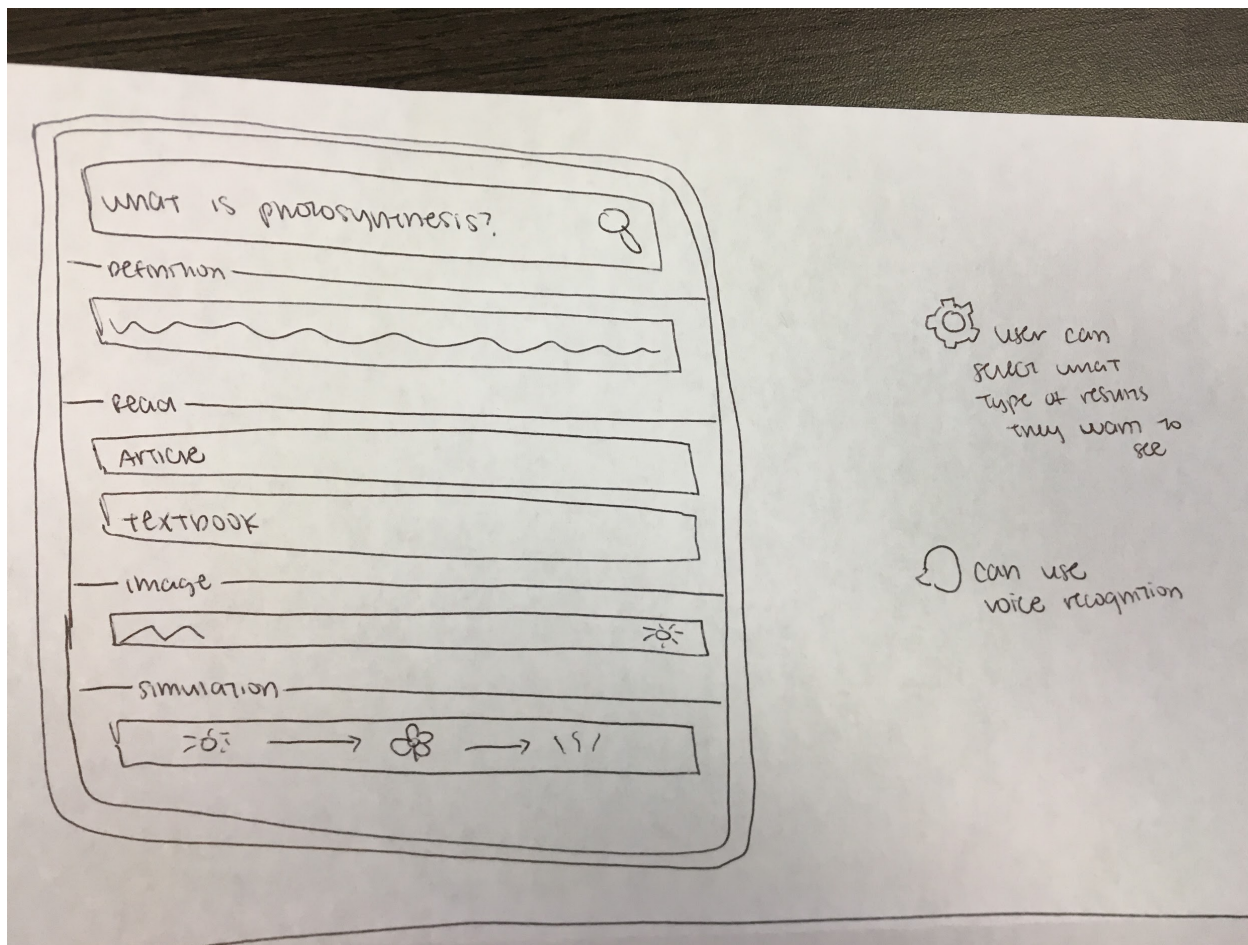 what is photosynthesis?
Definition
Read
Article
textbook
image
simulation
user can
select what
type of results
they want to
see
can use
voice recognition